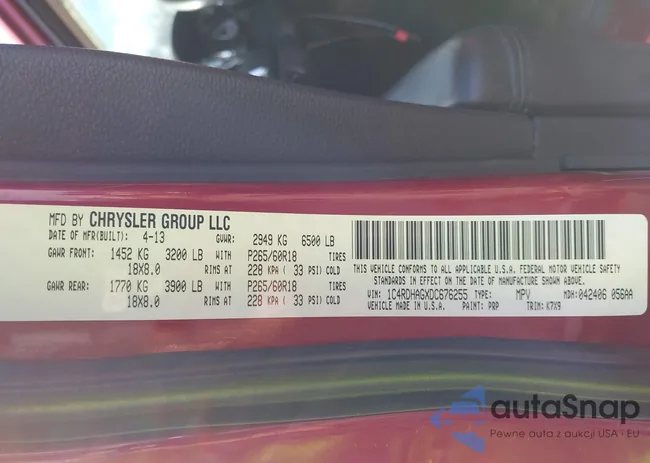 MFD BY CHRYSLER GROUP LLC
DATE OF MFR(BUILT): 4-13 GVWR: 2949 KG 6500 LB
GAWR FRONT: 1452 KG 3200 LB WITH P265/60R18 TIRES
18X8.0 RIMS AT 228 KPA ( 33 PSI) COLD
GAWR REAR: 1770 KG 3900 LB WITH P265/60R18 TIRES
18X8.0 RIMS AT 228 KPA ( 33 PSI) COLD
THIS VEHICLE CONFORMS TO ALL APPLICABLE U.S.A. FEDERAL MOTOR VEHICLE SAFETY
STANDARDS IN EFFECT ON THE DATE OF MANUFACTURE SHOWN ABOVE.
VIN: 1C4RDHAGXDC676255 TYPE: MPV MDH: 042406 056AA
VEHICLE MADE IN U.S.A. PAINT: PRP TRIM: K7X9
autaSnap
Pewne auta z aukcji USA i EU